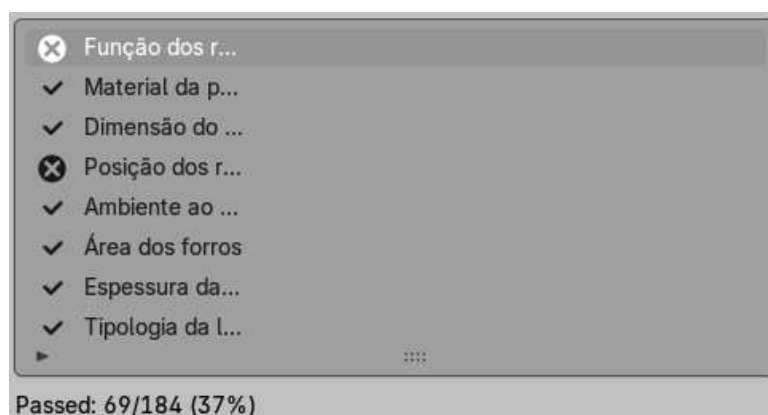 Função dos r...
Material da p...
Dimensão do ...
Posição dos r...
Ambiente ao ...
Área dos forros
Espessura da...
Tipologia da l...
Passed: 69/184 (37%)